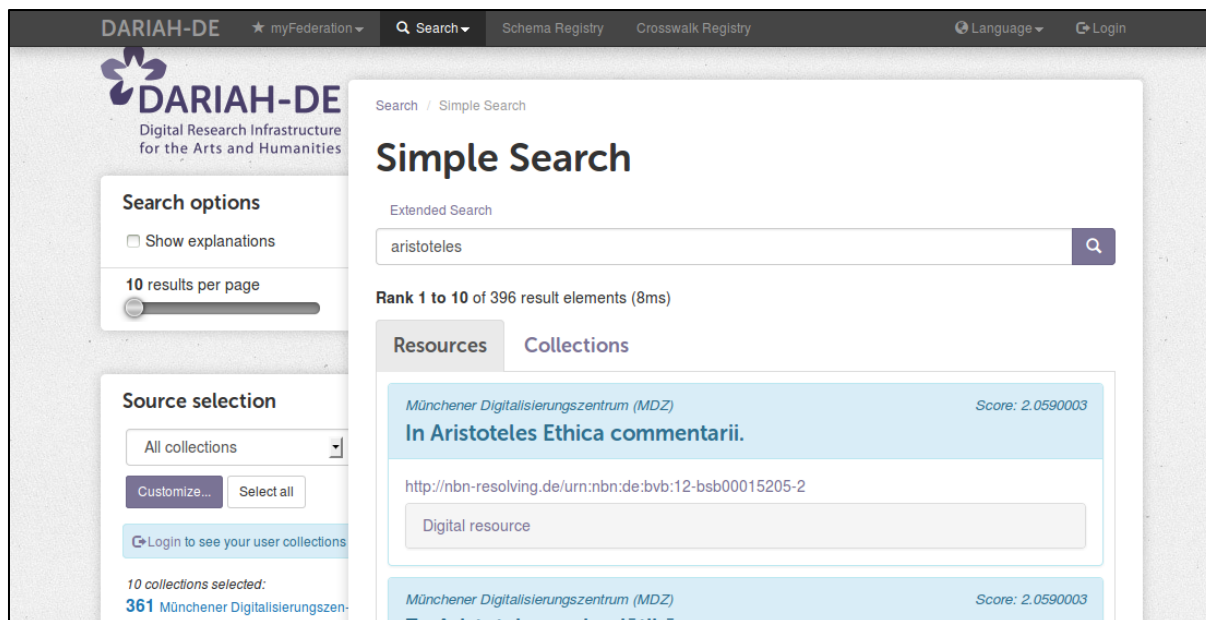 DARIAH-DE myFederation Search Schema Registry Crosswalk Registry Language Login
DARIAH-DE
Digital Research Infrastructure
for the Arts and Humanities
Search options
Show explanations
10 results per page
Source selection
All collections
Customize... Select all
Login to see your user collections
10 collections selected:
361 Münchener Digitalisierungszen-
Search / Simple Search
Simple Search
Extended Search
aristoteles
Rank 1 to 10 of 396 result elements (8ms)
Resources Collections
Münchener Digitalisierungszentrum (MDZ) Score: 2.0590003
In Aristoteles Ethica commentarii.
http://nbn-resolving.de/urn:nbn:de:bvb:12-bsb00015205-2
Digital resource
Münchener Digitalisierungszentrum (MDZ) Score: 2.0590003